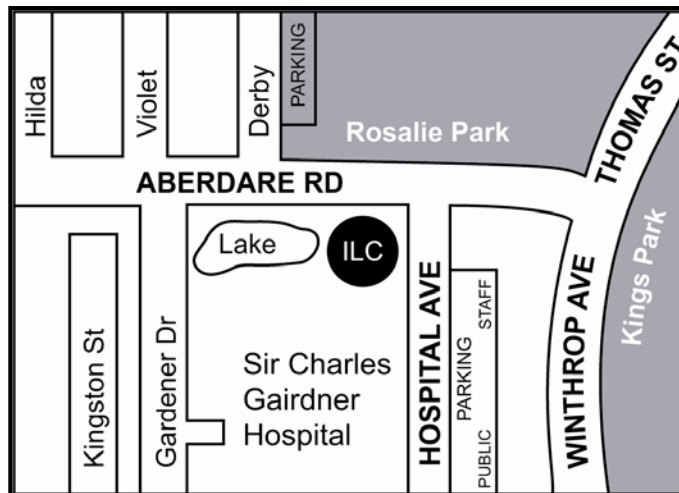 Hilda
Violet
Derby
PARKING
Rosalie Park
THOMAS ST
ABERDARE RD
Lake
ILC
Kings Park
Kingston St
Gardener Dr
Sir Charles
Gairdner
Hospital
HOSPITAL AVE
PARKING
STAFF
PUBLIC
WINTHROP AVE